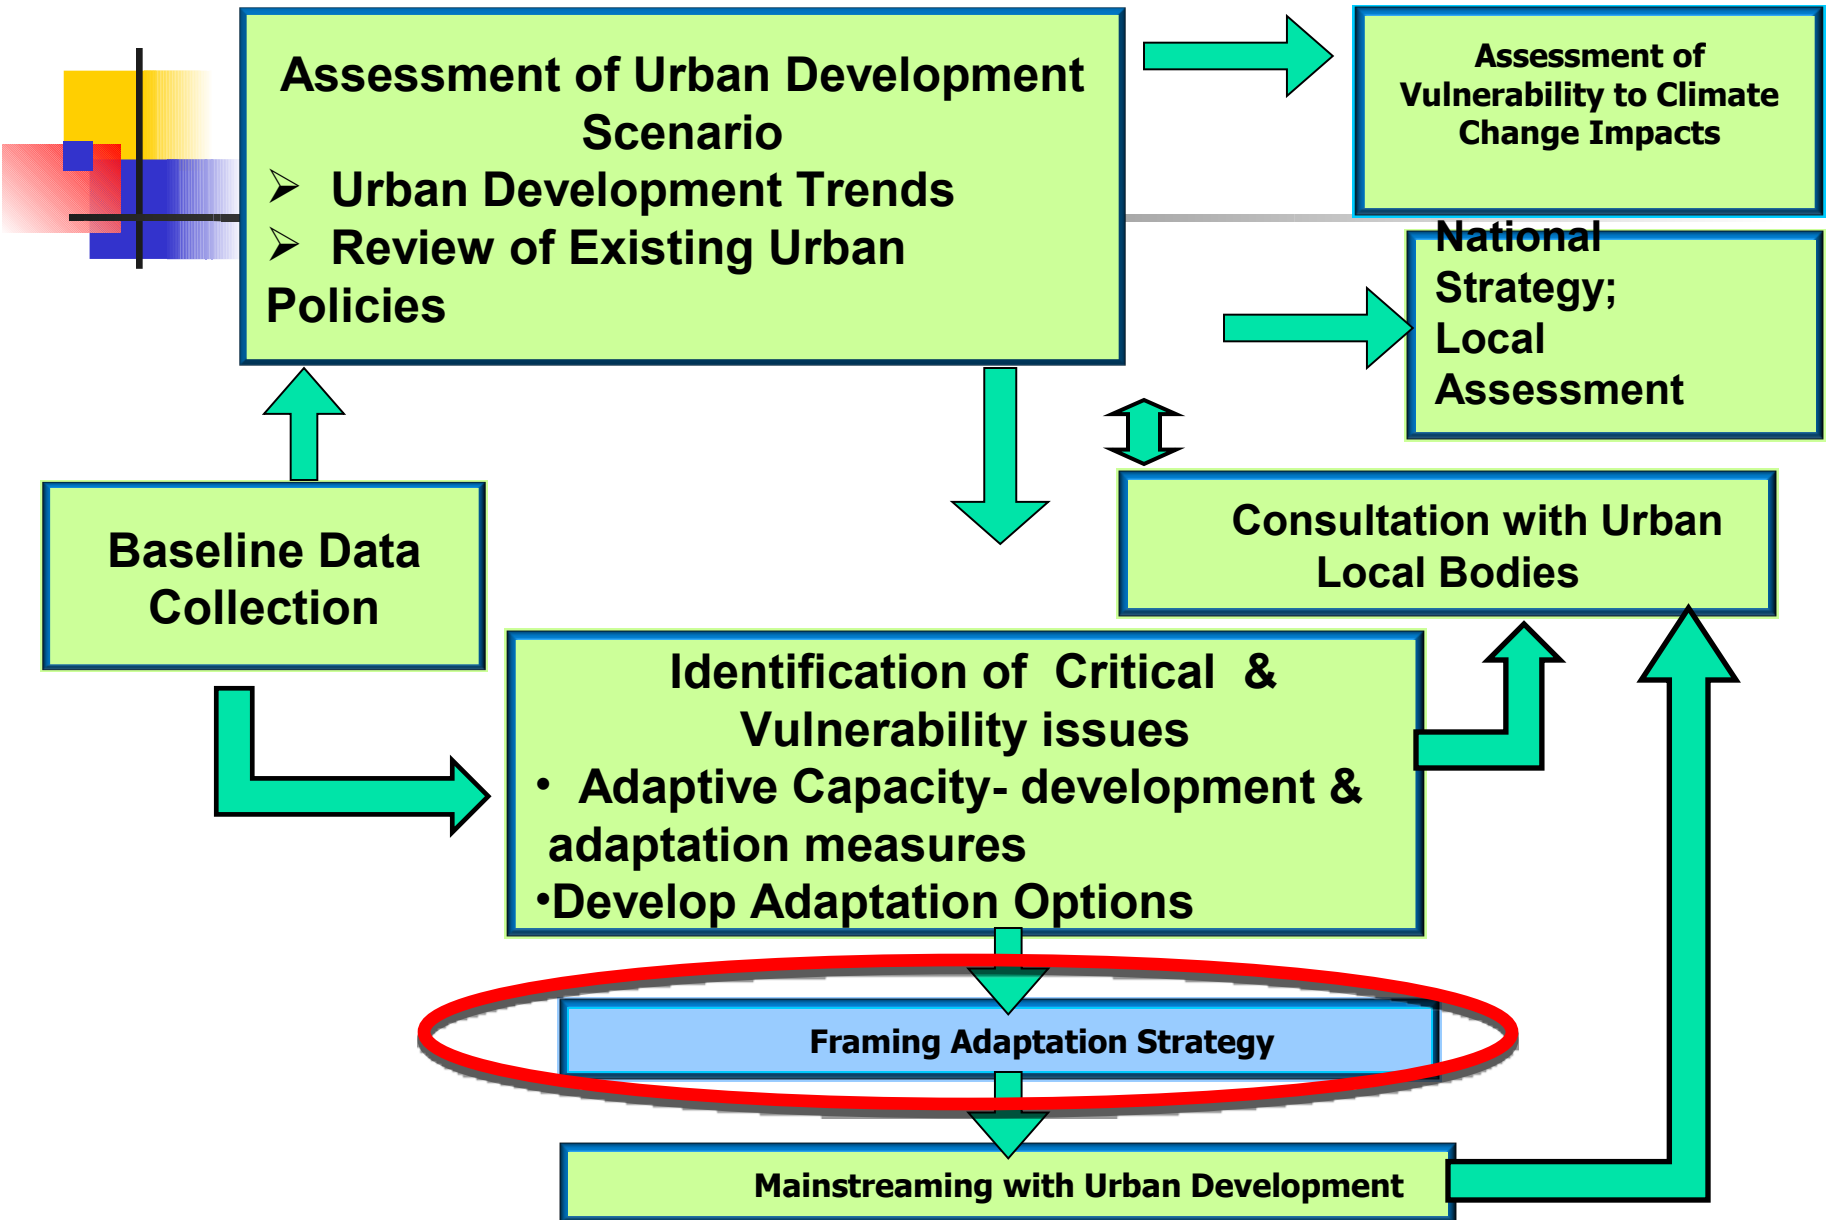 Assessment of Urban Development
Scenario
➢ Urban Development Trends
➢ Review of Existing Urban
Policies
Assessment of
Vulnerability to Climate
Change Impacts
National
Strategy;
Local
Assessment
Baseline Data
Collection
Consultation with Urban
Local Bodies
Identification of Critical &
Vulnerability issues
• Adaptive Capacity- development &
adaptation measures
•Develop Adaptation Options
Framing Adaptation Strategy
Mainstreaming with Urban Development